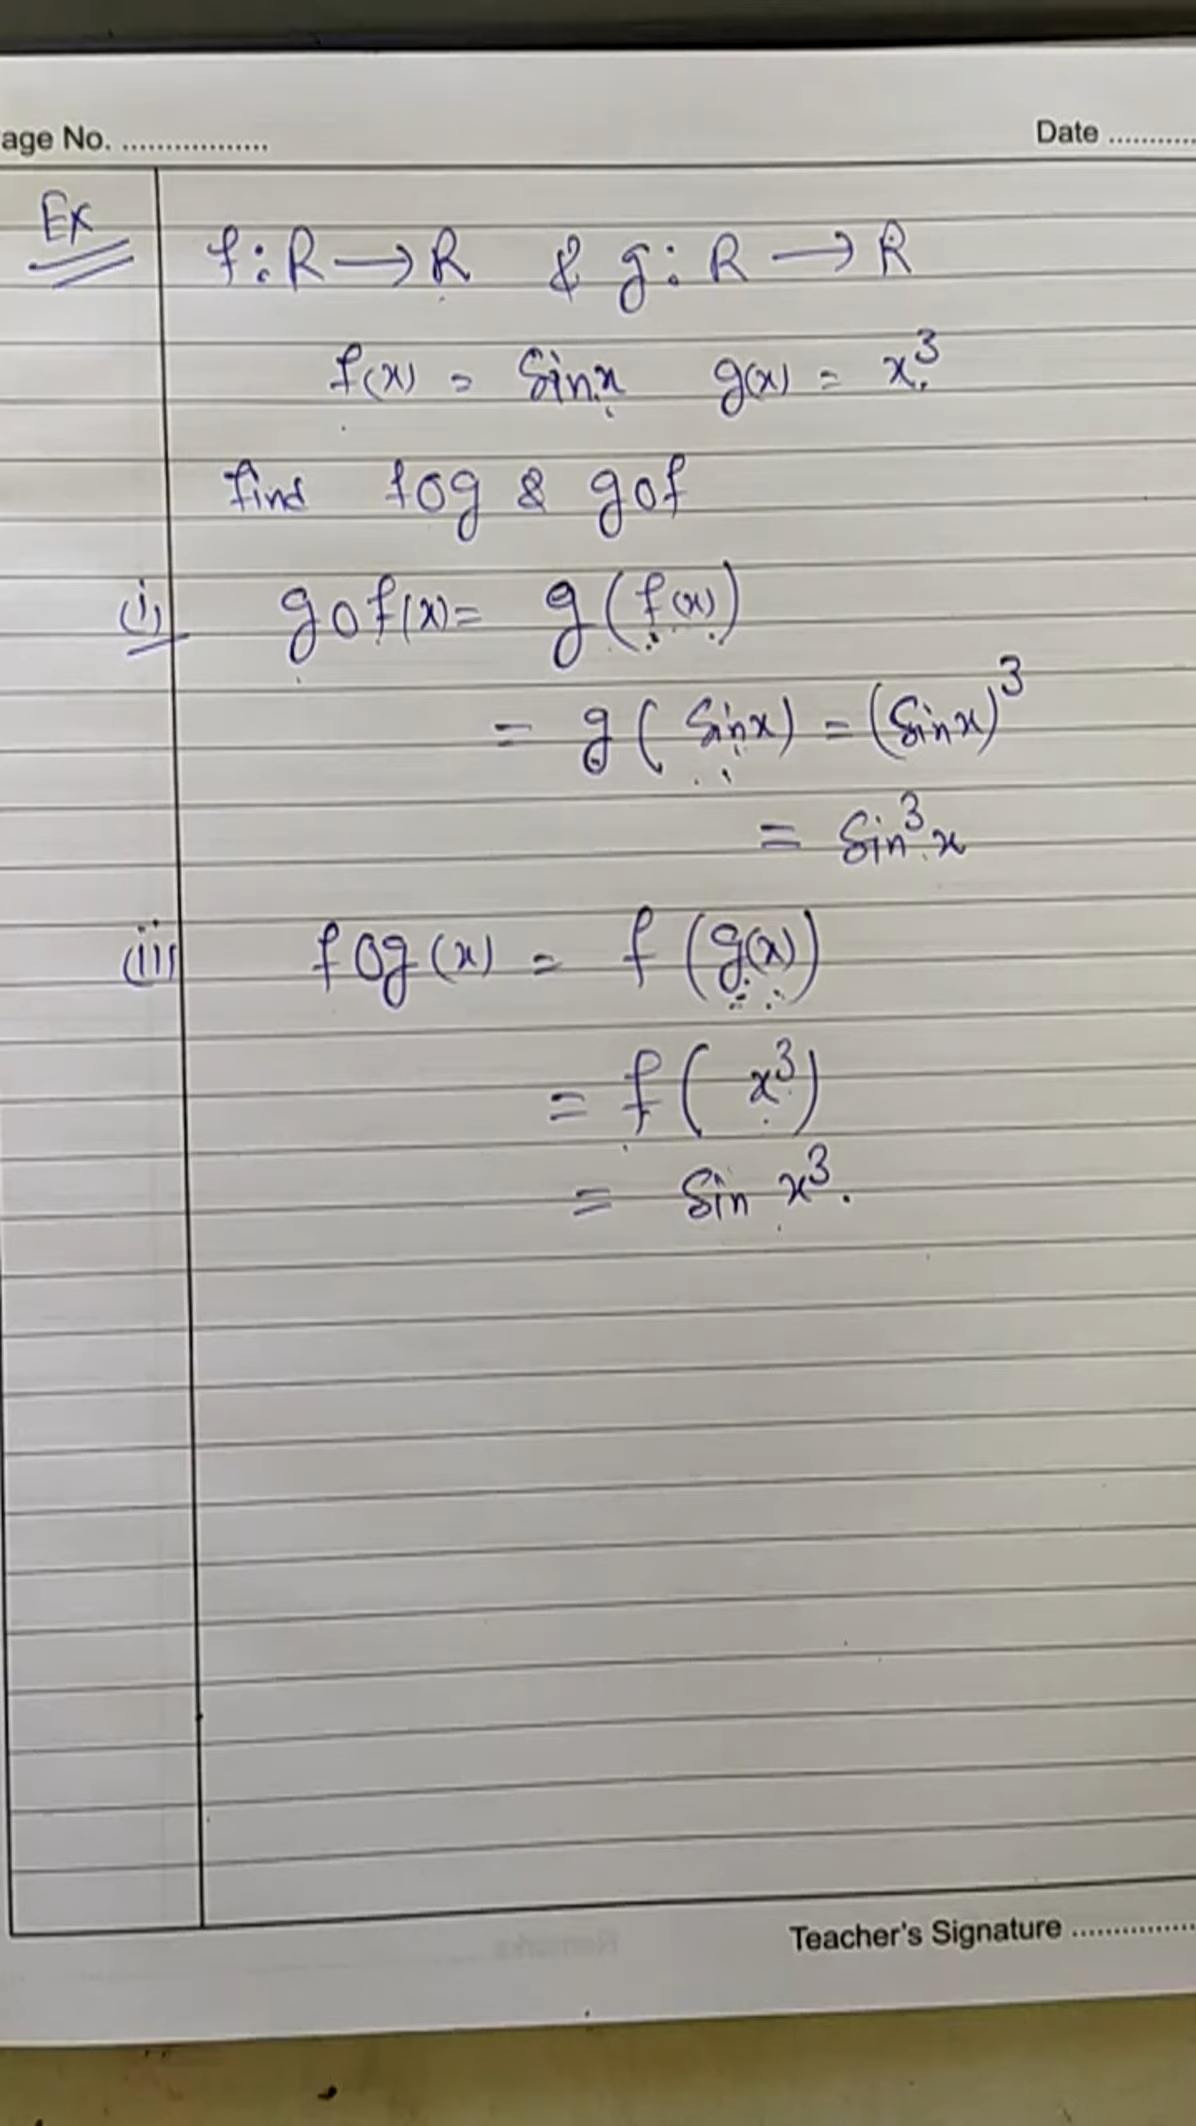 age No. .................
Date ...........
Ex
f : R → R & g : R → R
f(x) = Sinx g(x) = x³
find fog & gof
(i) gof(x) = g(f(x))
= g( Sinx) = (Sinx)³
= Sin³x
(ii) fog(x) = f(g(x))
= f( x³)
= Sin x³.
Remarks
Teacher's Signature ...............